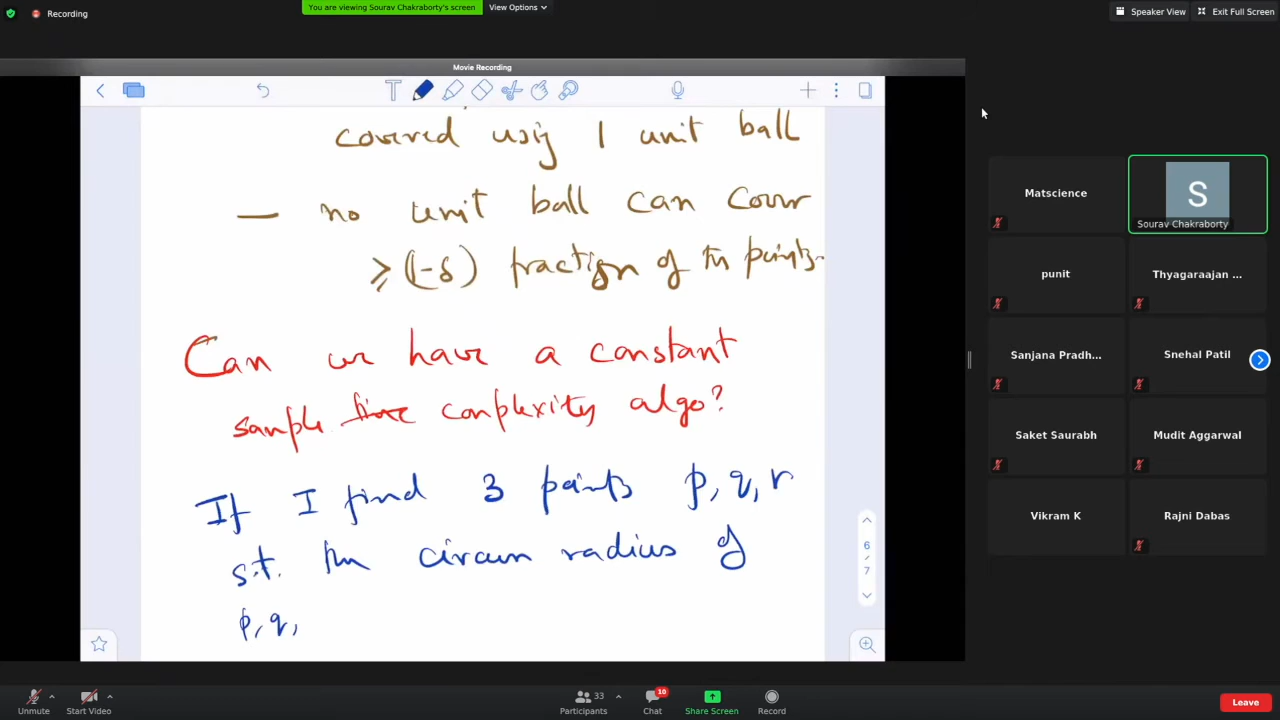 Recording
You are viewing Sourav Chakraborty's screen
View Options
Speaker View
Exit Full Screen
Movie Recording
covered using 1 unit ball
— no unit ball can cover
≥ (1-δ) fraction of the points.
Can we have a constant
sample time complexity algo?
If I find 3 points p, q, r
s.t. the circum radius of
p, q,
6
/
7
Matscience
S
Sourav Chakraborty
punit
Thyagaraajan ...
Sanjana Pradh...
Snehal Patil
Saket Saurabh
Mudit Aggarwal
Vikram K
Rajni Dabas
Unmute
Start Video
33
Participants
10
Chat
Share Screen
Record
Leave